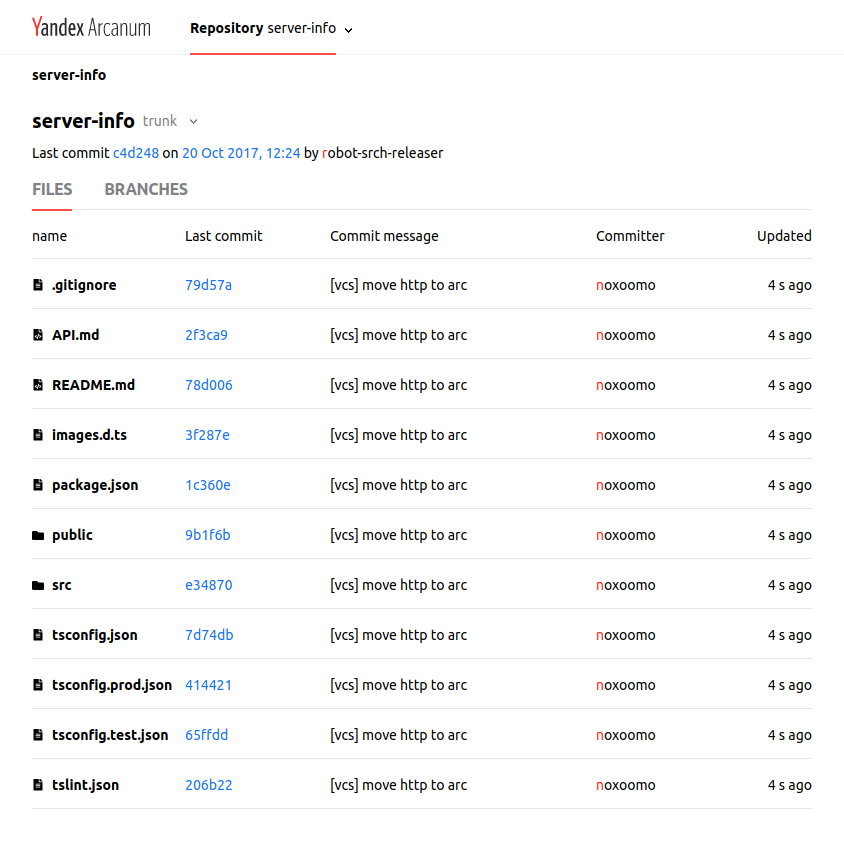 Yandex Arcanum Repository server-info
server-info
server-info trunk
Last commit c4d248 on 20 Oct 2017, 12:24 by robot-srch-releaser
FILES BRANCHES
name Last commit Commit message Committer Updated
.gitignore 79d57a [vcs] move http to arc noxoomo 4 s ago
API.md 2f3ca9 [vcs] move http to arc noxoomo 4 s ago
README.md 78d006 [vcs] move http to arc noxoomo 4 s ago
images.d.ts 3f287e [vcs] move http to arc noxoomo 4 s ago
package.json 1c360e [vcs] move http to arc noxoomo 4 s ago
public 9b1f6b [vcs] move http to arc noxoomo 4 s ago
src e34870 [vcs] move http to arc noxoomo 4 s ago
tsconfig.json 7d74db [vcs] move http to arc noxoomo 4 s ago
tsconfig.prod.json 414421 [vcs] move http to arc noxoomo 4 s ago
tsconfig.test.json 65ffdd [vcs] move http to arc noxoomo 4 s ago
tslint.json 206b22 [vcs] move http to arc noxoomo 4 s ago